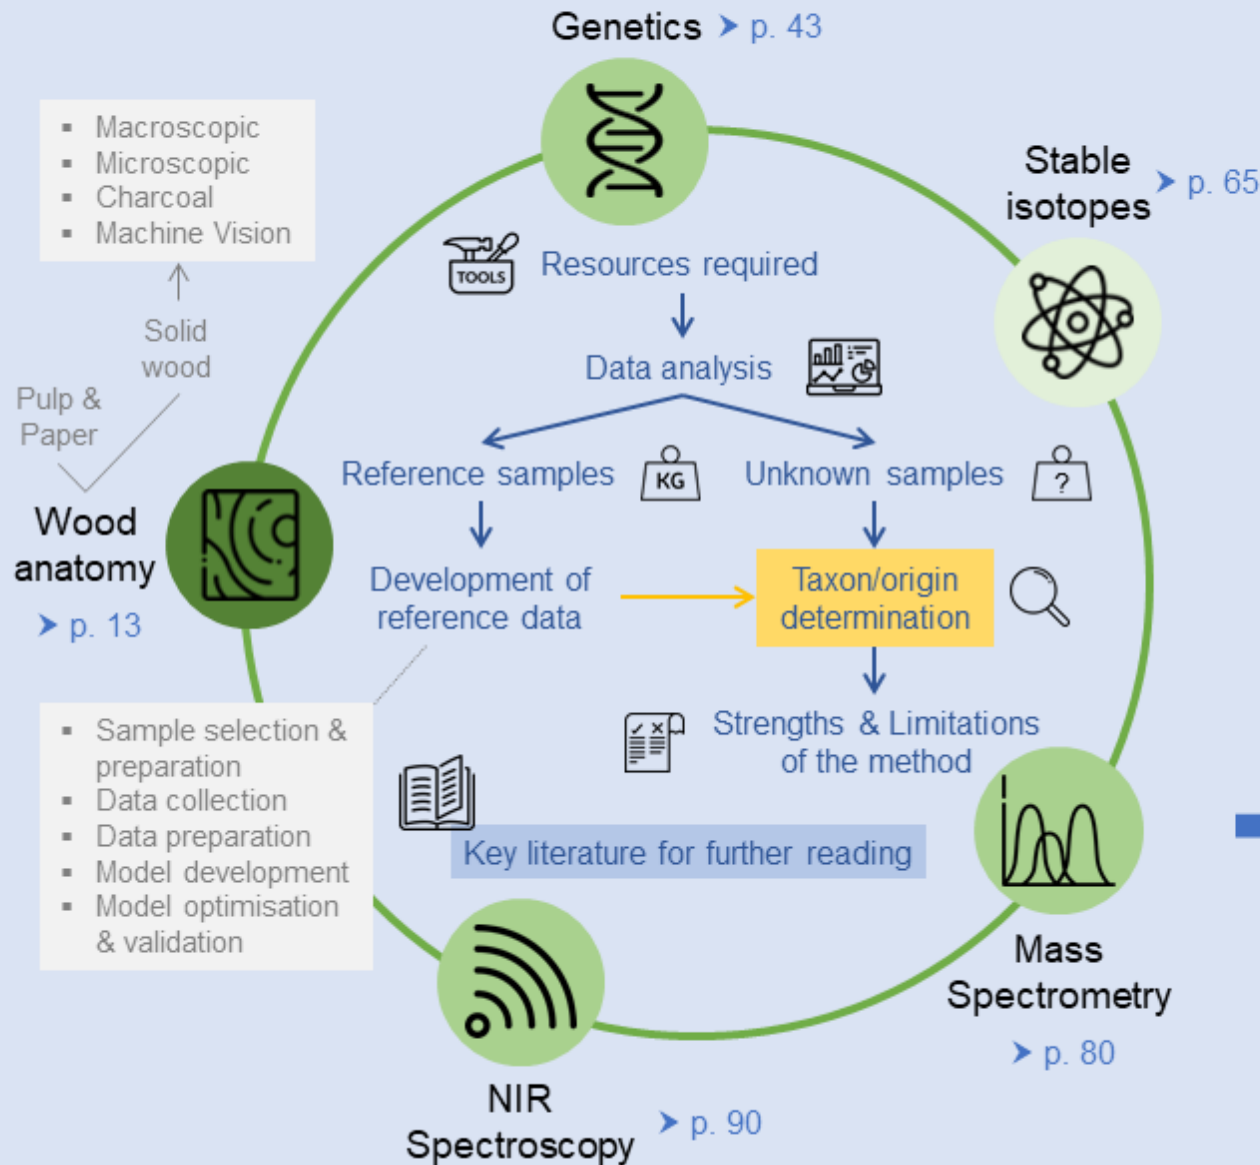 Genetics ➤ p. 43
▪ Macroscopic
▪ Microscopic
▪ Charcoal
▪ Machine Vision
Stable
isotopes
➤ p. 65
TOOLS
Resources required
Solid
wood
Data analysis
Pulp &
Paper
Reference samples
KG
Unknown samples
?
Wood
anatomy
➤ p. 13
Development of
reference data
Taxon/origin
determination
Strengths & Limitations
of the method
▪ Sample selection &
preparation
▪ Data collection
▪ Data preparation
▪ Model development
▪ Model optimisation
& validation
Key literature for further reading
Mass
Spectrometry
➤ p. 80
NIR
Spectroscopy
➤ p. 90